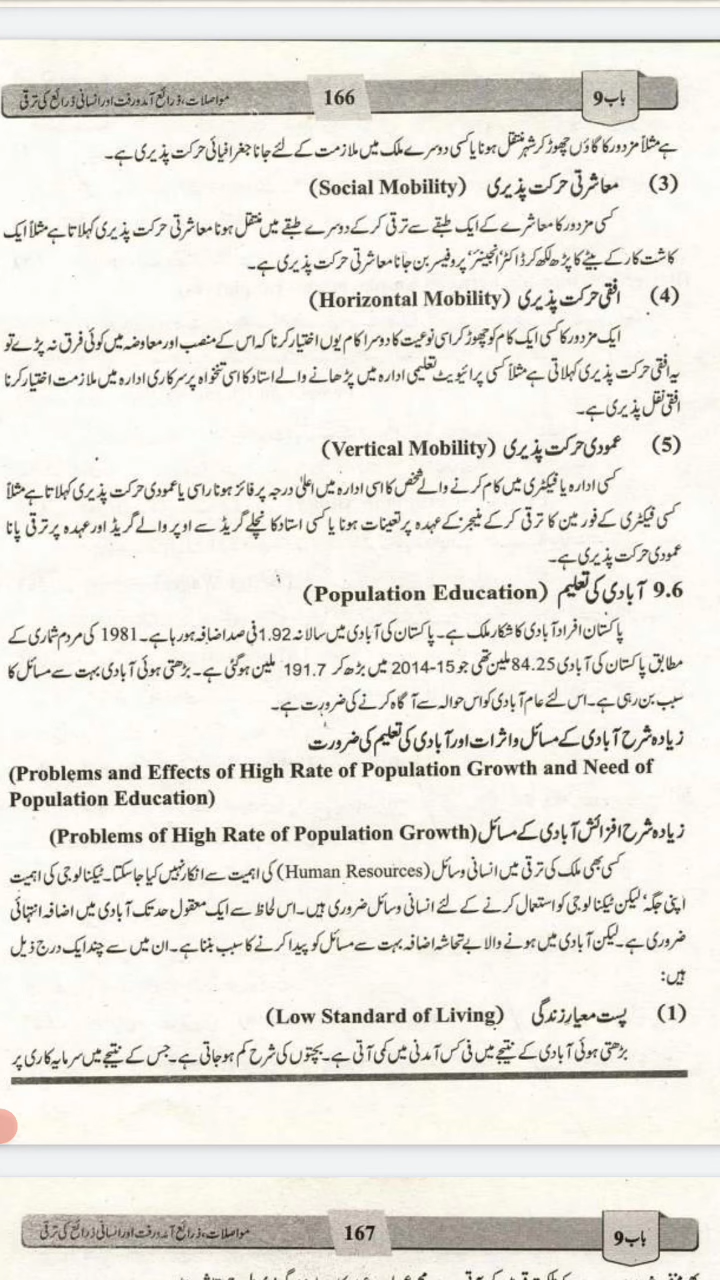 باب 9
166
مواصلات، ذرائع آمدورفت اور انسانی ذرائع کی ترقی
ہے مثلاً مزدور کا گاؤں چھوڑ کر شہر منتقل ہونا یا کسی دوسرے ملک میں ملازمت کے لئے جانا جغرافیائی حرکت پذیری ہے۔
(3) معاشرتی حرکت پذیری (Social Mobility)
کسی مزدور کا معاشرے کے ایک طبقے سے ترقی کر کے دوسرے طبقے میں منتقل ہونا معاشرتی حرکت پذیری کہلاتا ہے مثلاً ایک
کاشت کار کے بیٹے کا پڑھ لکھ کر ڈاکٹر، انجینئر، پروفیسر بن جانا معاشرتی حرکت پذیری ہے۔
(4) افقی حرکت پذیری (Horizontal Mobility)
ایک مزدور کا کسی ایک کام کو چھوڑ کر اسی نوعیت کا دوسرا کام یوں اختیار کرنا کہ اس کے منصب اور معاوضہ میں کوئی فرق نہ پڑے تو
یہ افقی حرکت پذیری کہلاتی ہے مثلاً کسی پرائیویٹ تعلیمی ادارہ میں پڑھانے والے استاد کا اسی تنخواہ پر سرکاری ادارہ میں ملازمت اختیار کرنا
افقی نقل پذیری ہے۔
(5) عمودی حرکت پذیری (Vertical Mobility)
کسی ادارہ یا فیکٹری میں کام کرنے والے شخص کا اسی ادارہ میں اعلیٰ درجہ پر فائز ہونا راسی یا عمودی حرکت پذیری کہلاتا ہے مثلاً
کسی فیکٹری کے فورمین کا ترقی کر کے منیجر کے عہدہ پر تعینات ہونا یا کسی استاد کا نچلے گریڈ سے اوپر والے گریڈ اور عہدہ پر ترقی پانا
عمودی حرکت پذیری ہے۔
9.6 آبادی کی تعلیم (Population Education)
پاکستان افراد آبادی کا شکار ملک ہے۔ پاکستان کی آبادی میں سالانہ 1.92 فی صد اضافہ ہو رہا ہے۔ 1981 کی مردم شماری کے
مطابق پاکستان کی آبادی 84.25 ملین تھی جو 15-2014 میں بڑھ کر 191.7 ملین ہو گئی ہے۔ بڑھتی ہوئی آبادی بہت سے مسائل کا
سبب بن رہی ہے۔ اس لئے عام آبادی کو اس حوالہ سے آگاہ کرنے کی ضرورت ہے۔
زیادہ شرح آبادی کے مسائل و اثرات اور آبادی کی تعلیم کی ضرورت
(Problems and Effects of High Rate of Population Growth and Need of
Population Education)
زیادہ شرح افزائش آبادی کے مسائل (Problems of High Rate of Population Growth)
کسی بھی ملک کی ترقی میں انسانی وسائل (Human Resources) کی اہمیت سے انکار نہیں کیا جا سکتا۔ ٹیکنالوجی کی اہمیت
اپنی جگہ، لیکن ٹیکنالوجی کو استعمال کرنے کے لئے انسانی وسائل ضروری ہیں۔ اس لحاظ سے ایک معقول حد تک آبادی میں اضافہ انتہائی
ضروری ہے۔ لیکن آبادی میں ہونے والا بے تحاشہ اضافہ بہت سے مسائل کو پیدا کرنے کا سبب بنتا ہے۔ ان میں سے چند ایک درج ذیل
ہیں:
(1) پست معیار زندگی (Low Standard of Living)
بڑھتی ہوئی آبادی کے نتیجے میں فی کس آمدنی میں کمی آتی ہے۔ بچتوں کی شرح کم ہو جاتی ہے۔ جس کے نتیجے میں سرمایہ کاری پر
باب 9
167
مواصلات، ذرائع آمدورفت اور انسانی ذرائع کی ترقی